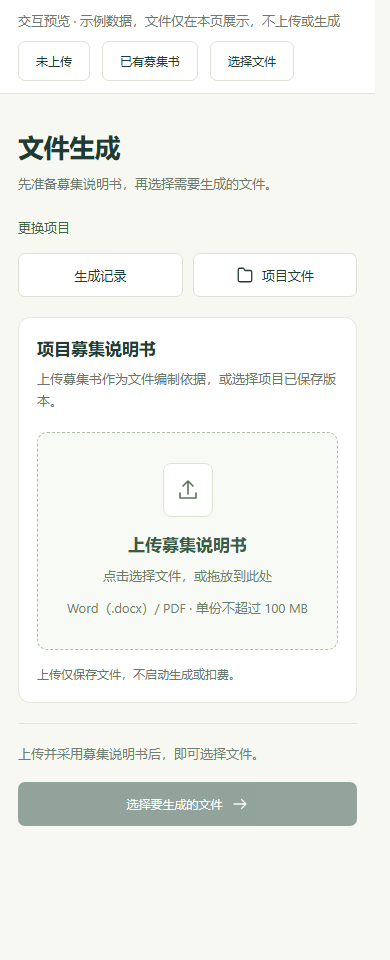 交互预览 · 示例数据，文件仅在本页展示，不上传或生成
未上传
已有募集书
选择文件
文件生成
先准备募集说明书，再选择需要生成的文件。
更换项目
生成记录
项目文件
项目募集说明书
上传募集书作为文件编制依据，或选择项目已保存版
本。
上传募集说明书
点击选择文件，或拖放到此处
Word（.docx）/ PDF · 单份不超过 100 MB
上传仅保存文件，不启动生成或扣费。
上传并采用募集说明书后，即可选择文件。
选择要生成的文件